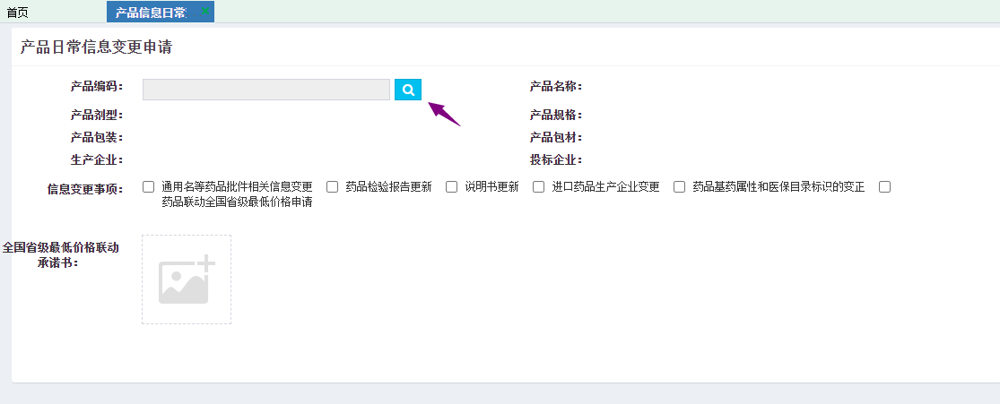 首页
产品信息日常
产品日常信息变更申请
产品编码：
产品名称：
产品剂型：
产品规格：
产品包装：
产品包材：
生产企业：
投标企业：
信息变更事项：
通用名等药品批件相关信息变更 药品检验报告更新 说明书更新 进口药品生产企业变更 药品基药属性和医保目录标识的变正
药品联动全国省级最低价格申请
全国省级最低价格联动
承诺书：